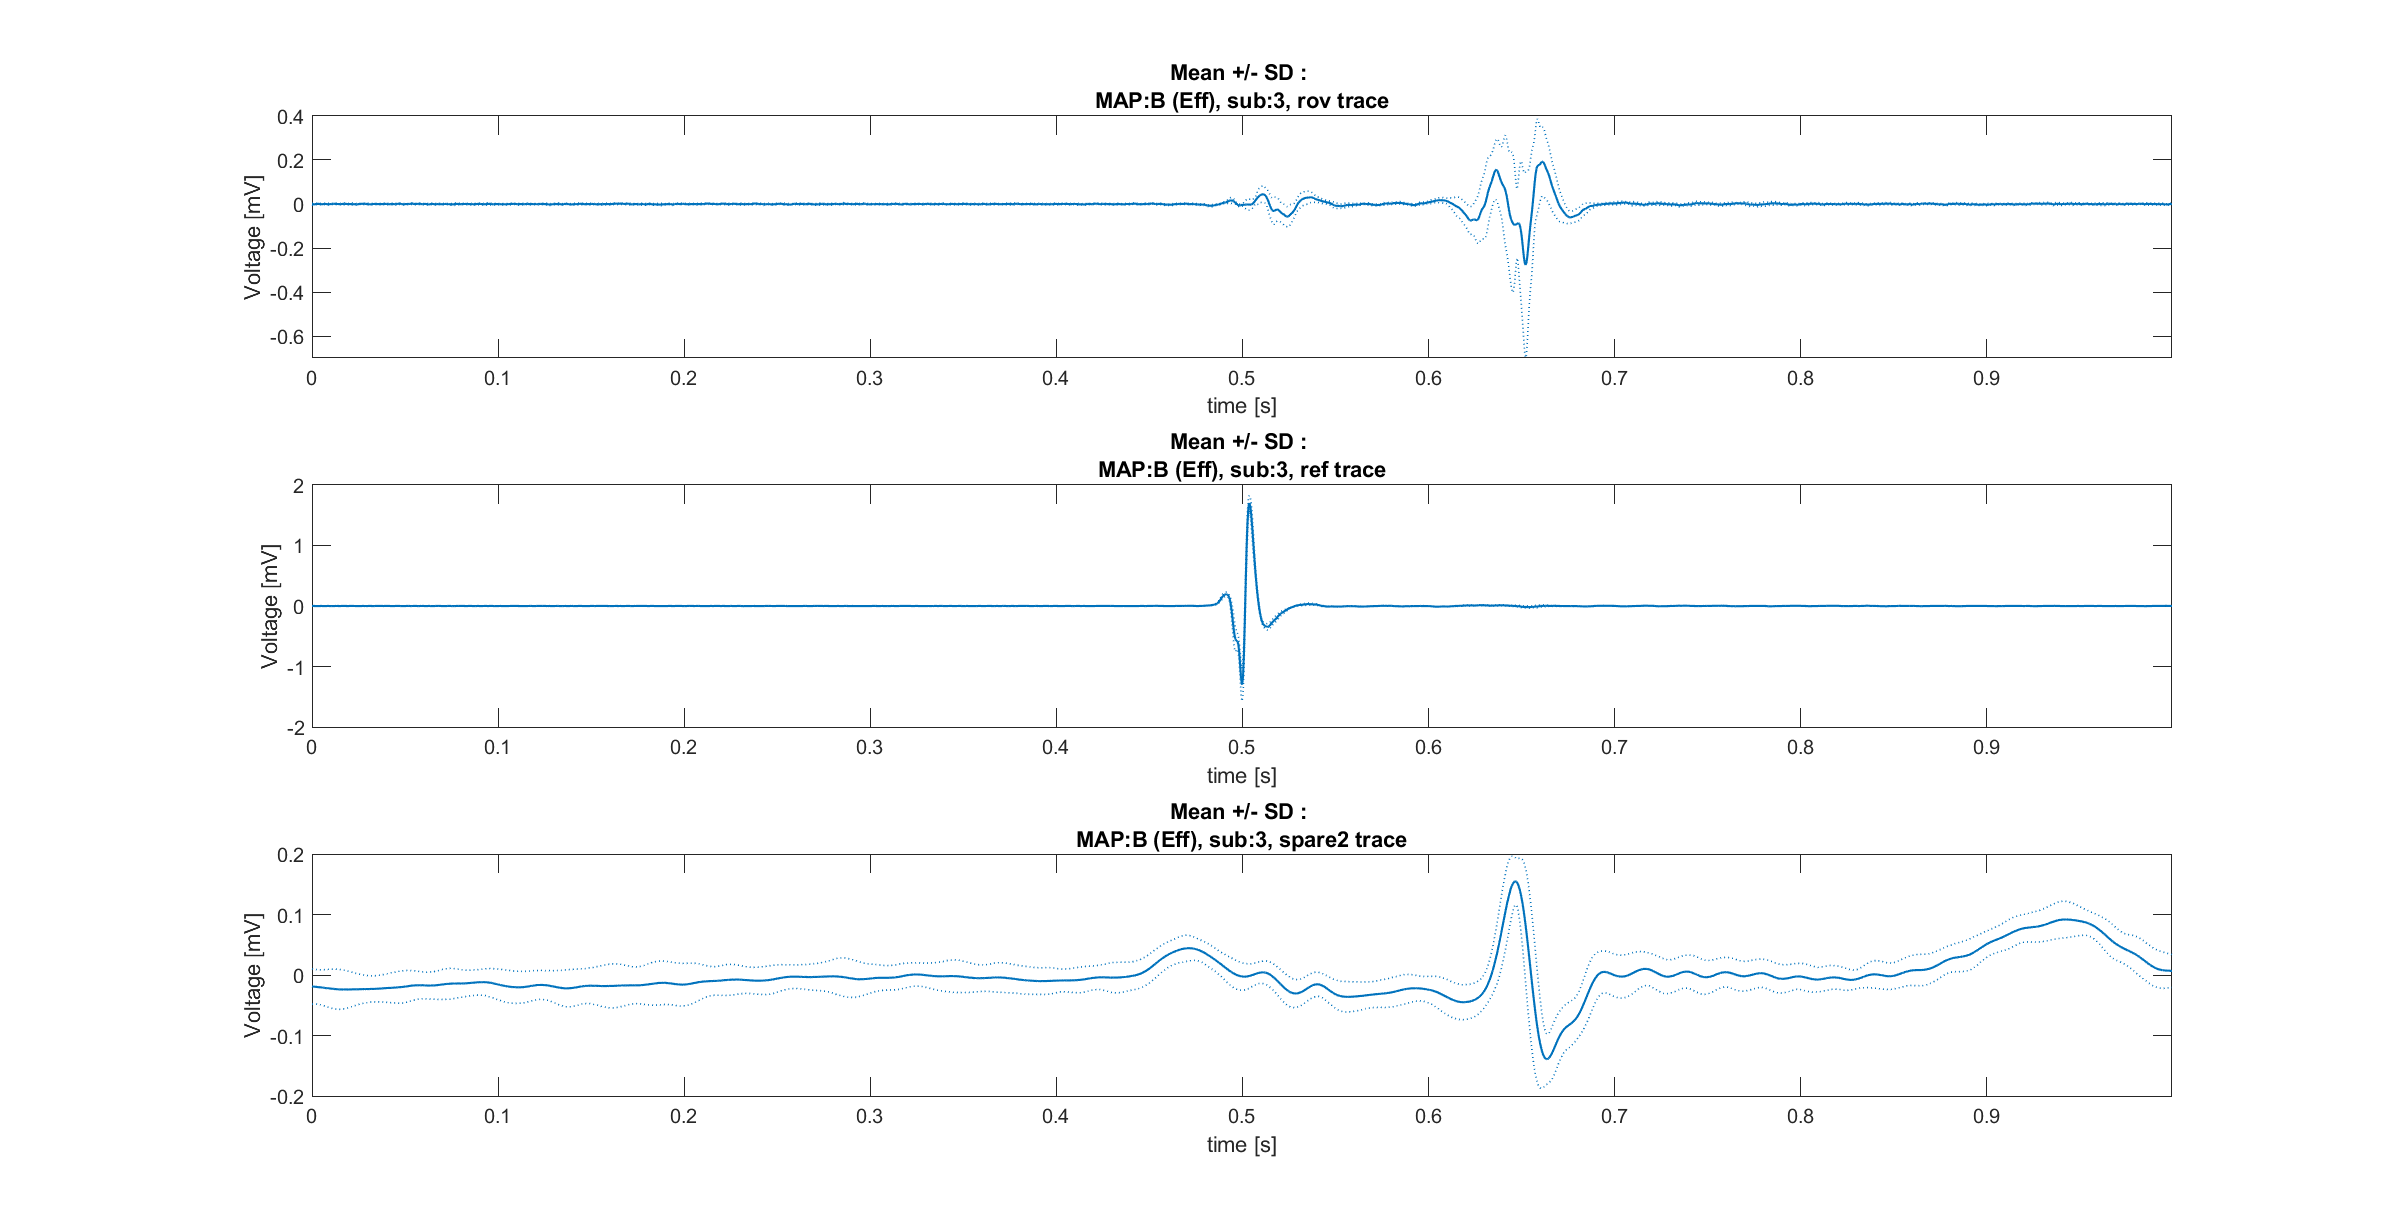 Mean +/- SD :
MAP:B (Eff), sub:3, rov trace
0.4
0.2
0
-0.2
-0.4
-0.6
Voltage [mV]
0 0.1 0.2 0.3 0.4 0.5 0.6 0.7 0.8 0.9
time [s]
Mean +/- SD :
MAP:B (Eff), sub:3, ref trace
2
1
0
-1
-2
Voltage [mV]
0 0.1 0.2 0.3 0.4 0.5 0.6 0.7 0.8 0.9
time [s]
Mean +/- SD :
MAP:B (Eff), sub:3, spare2 trace
0.2
0.1
0
-0.1
-0.2
Voltage [mV]
0 0.1 0.2 0.3 0.4 0.5 0.6 0.7 0.8 0.9
time [s]